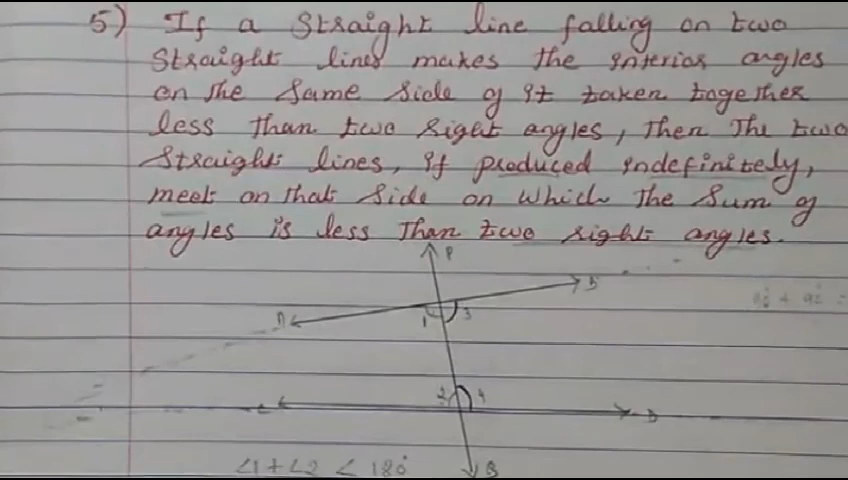 5) If a straight line falling on two
straight lines makes the interior angles
on the same side of it taken together
less than two right angles, then the two
straight lines, if produced indefinitely,
meet on that side on which the sum of
angles is less than two right angles.
P
B
A
1 3
2 4
D
∠1+∠2 < 180°